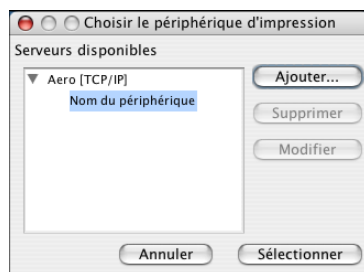 Choisir le périphérique d'impression
Serveurs disponibles
Aero [TCP/IP]
Nom du périphérique
Ajouter...
Supprimer
Modifier
Annuler
Sélectionner